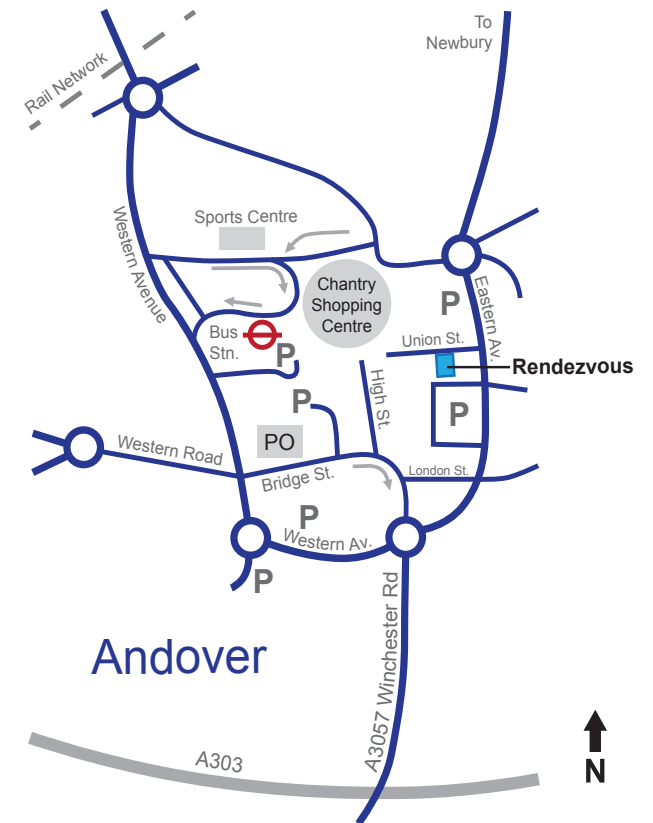 To
Newbury
Rail Network
Sports Centre
Western Avenue
Chantry
Shopping
Centre
Eastern Av.
P
Bus
Stn.
P
Union St.
Rendezvous
High St.
P
P
PO
Western Road
Bridge St.
London St.
P
Western Av.
P
Andover
A3057 Winchester Rd
A303
N